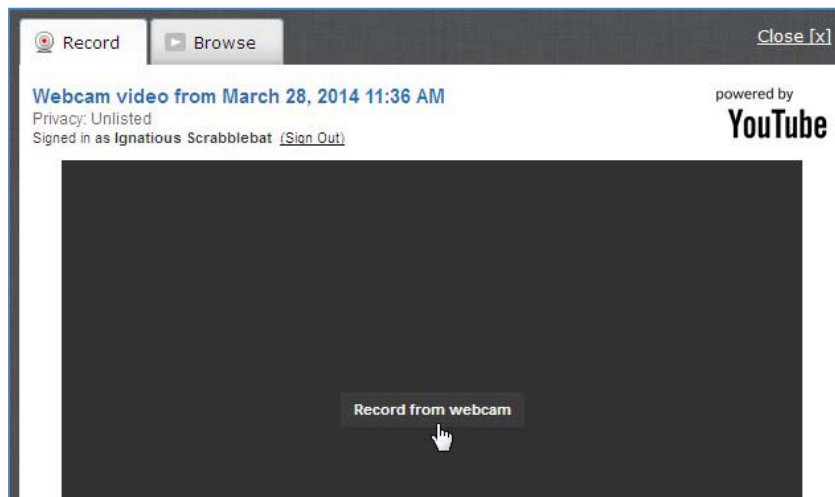 Record
Browse
Close [x]
Webcam video from March 28, 2014 11:36 AM
Privacy: Unlisted
Signed in as Ignatious Scrabblebat (Sign Out)
powered by
YouTube
Record from webcam